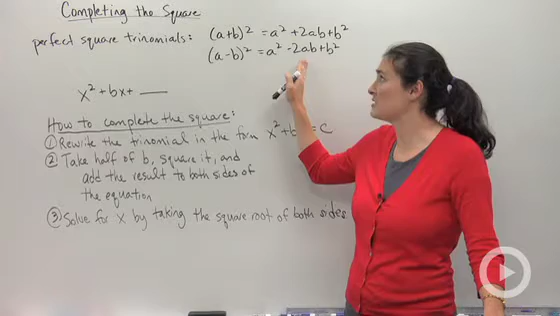 Completing the Square
perfect square trinomials: (a+b)² = a² + 2ab + b²
(a-b)² = a² - 2ab + b²
x² + bx + ___
How to complete the square:
① Rewrite the trinomial in the form x² + b = c
② Take half of b, square it, and
add the result to both sides of
the equation
③ Solve for x by taking the square root of both sides